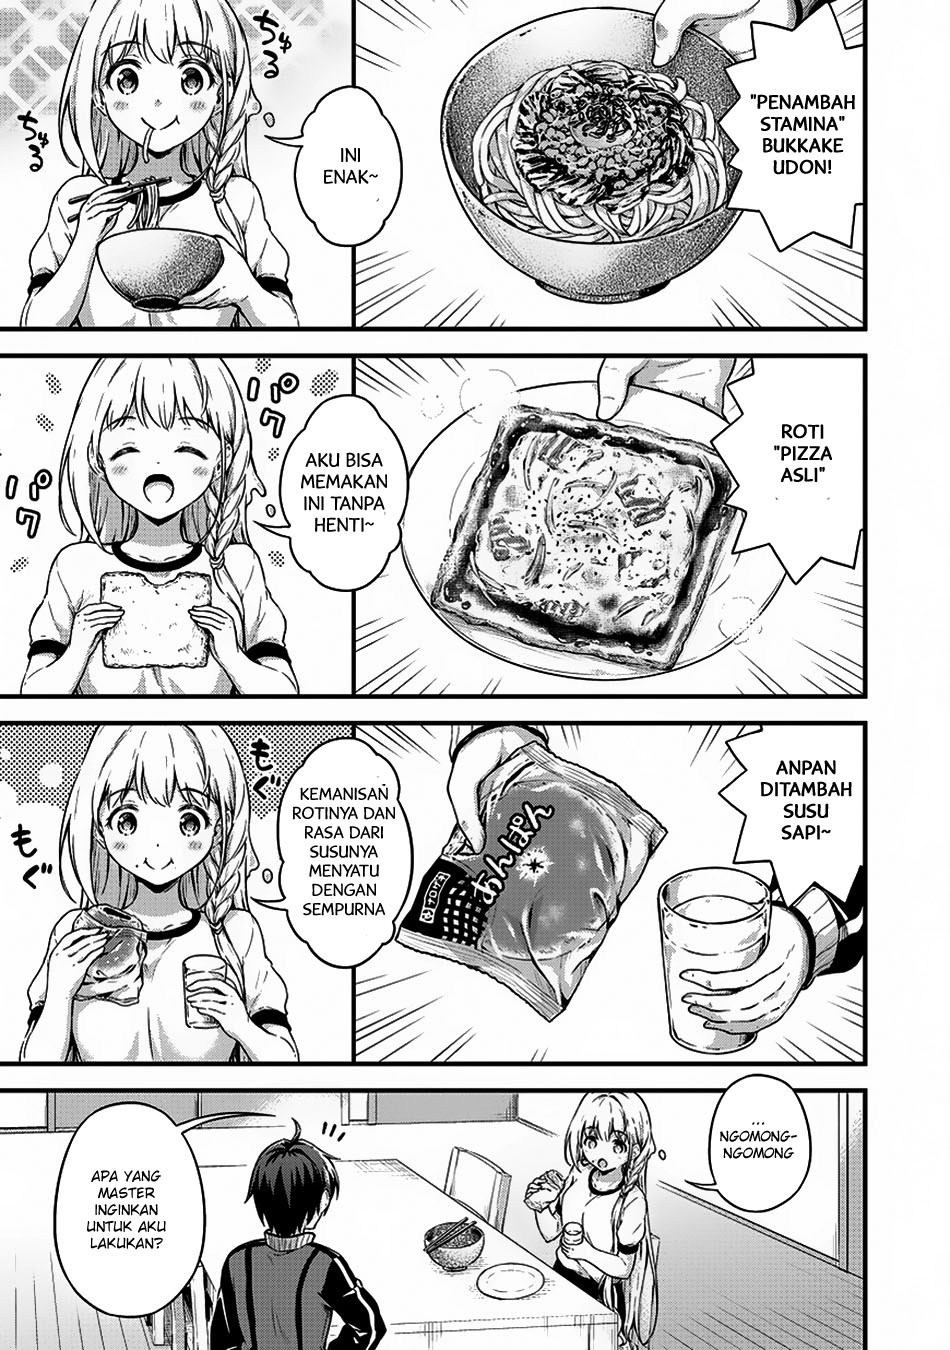 "PENAMBAH
STAMINA"
BUKKAKE
UDON!
INI
ENAK~
ちゅる
ちゅる
ROTI
"PIZZA
ASLI"
AKU BISA
MEMAKAN
INI TANPA
HENTI~
パク
パク
ANPAN
DITAMBAH
SUSU
SAPI~
あんぱん
KEMANISAN
ROTINYA DAN
RASA DARI
SUSUNYA
MENYATU
DENGAN
SEMPURNA
もぐ
もぐ
...
NGOMONG-
NGOMONG
APA YANG
MASTER
INGINKAN
UNTUK AKU
LAKUKAN?